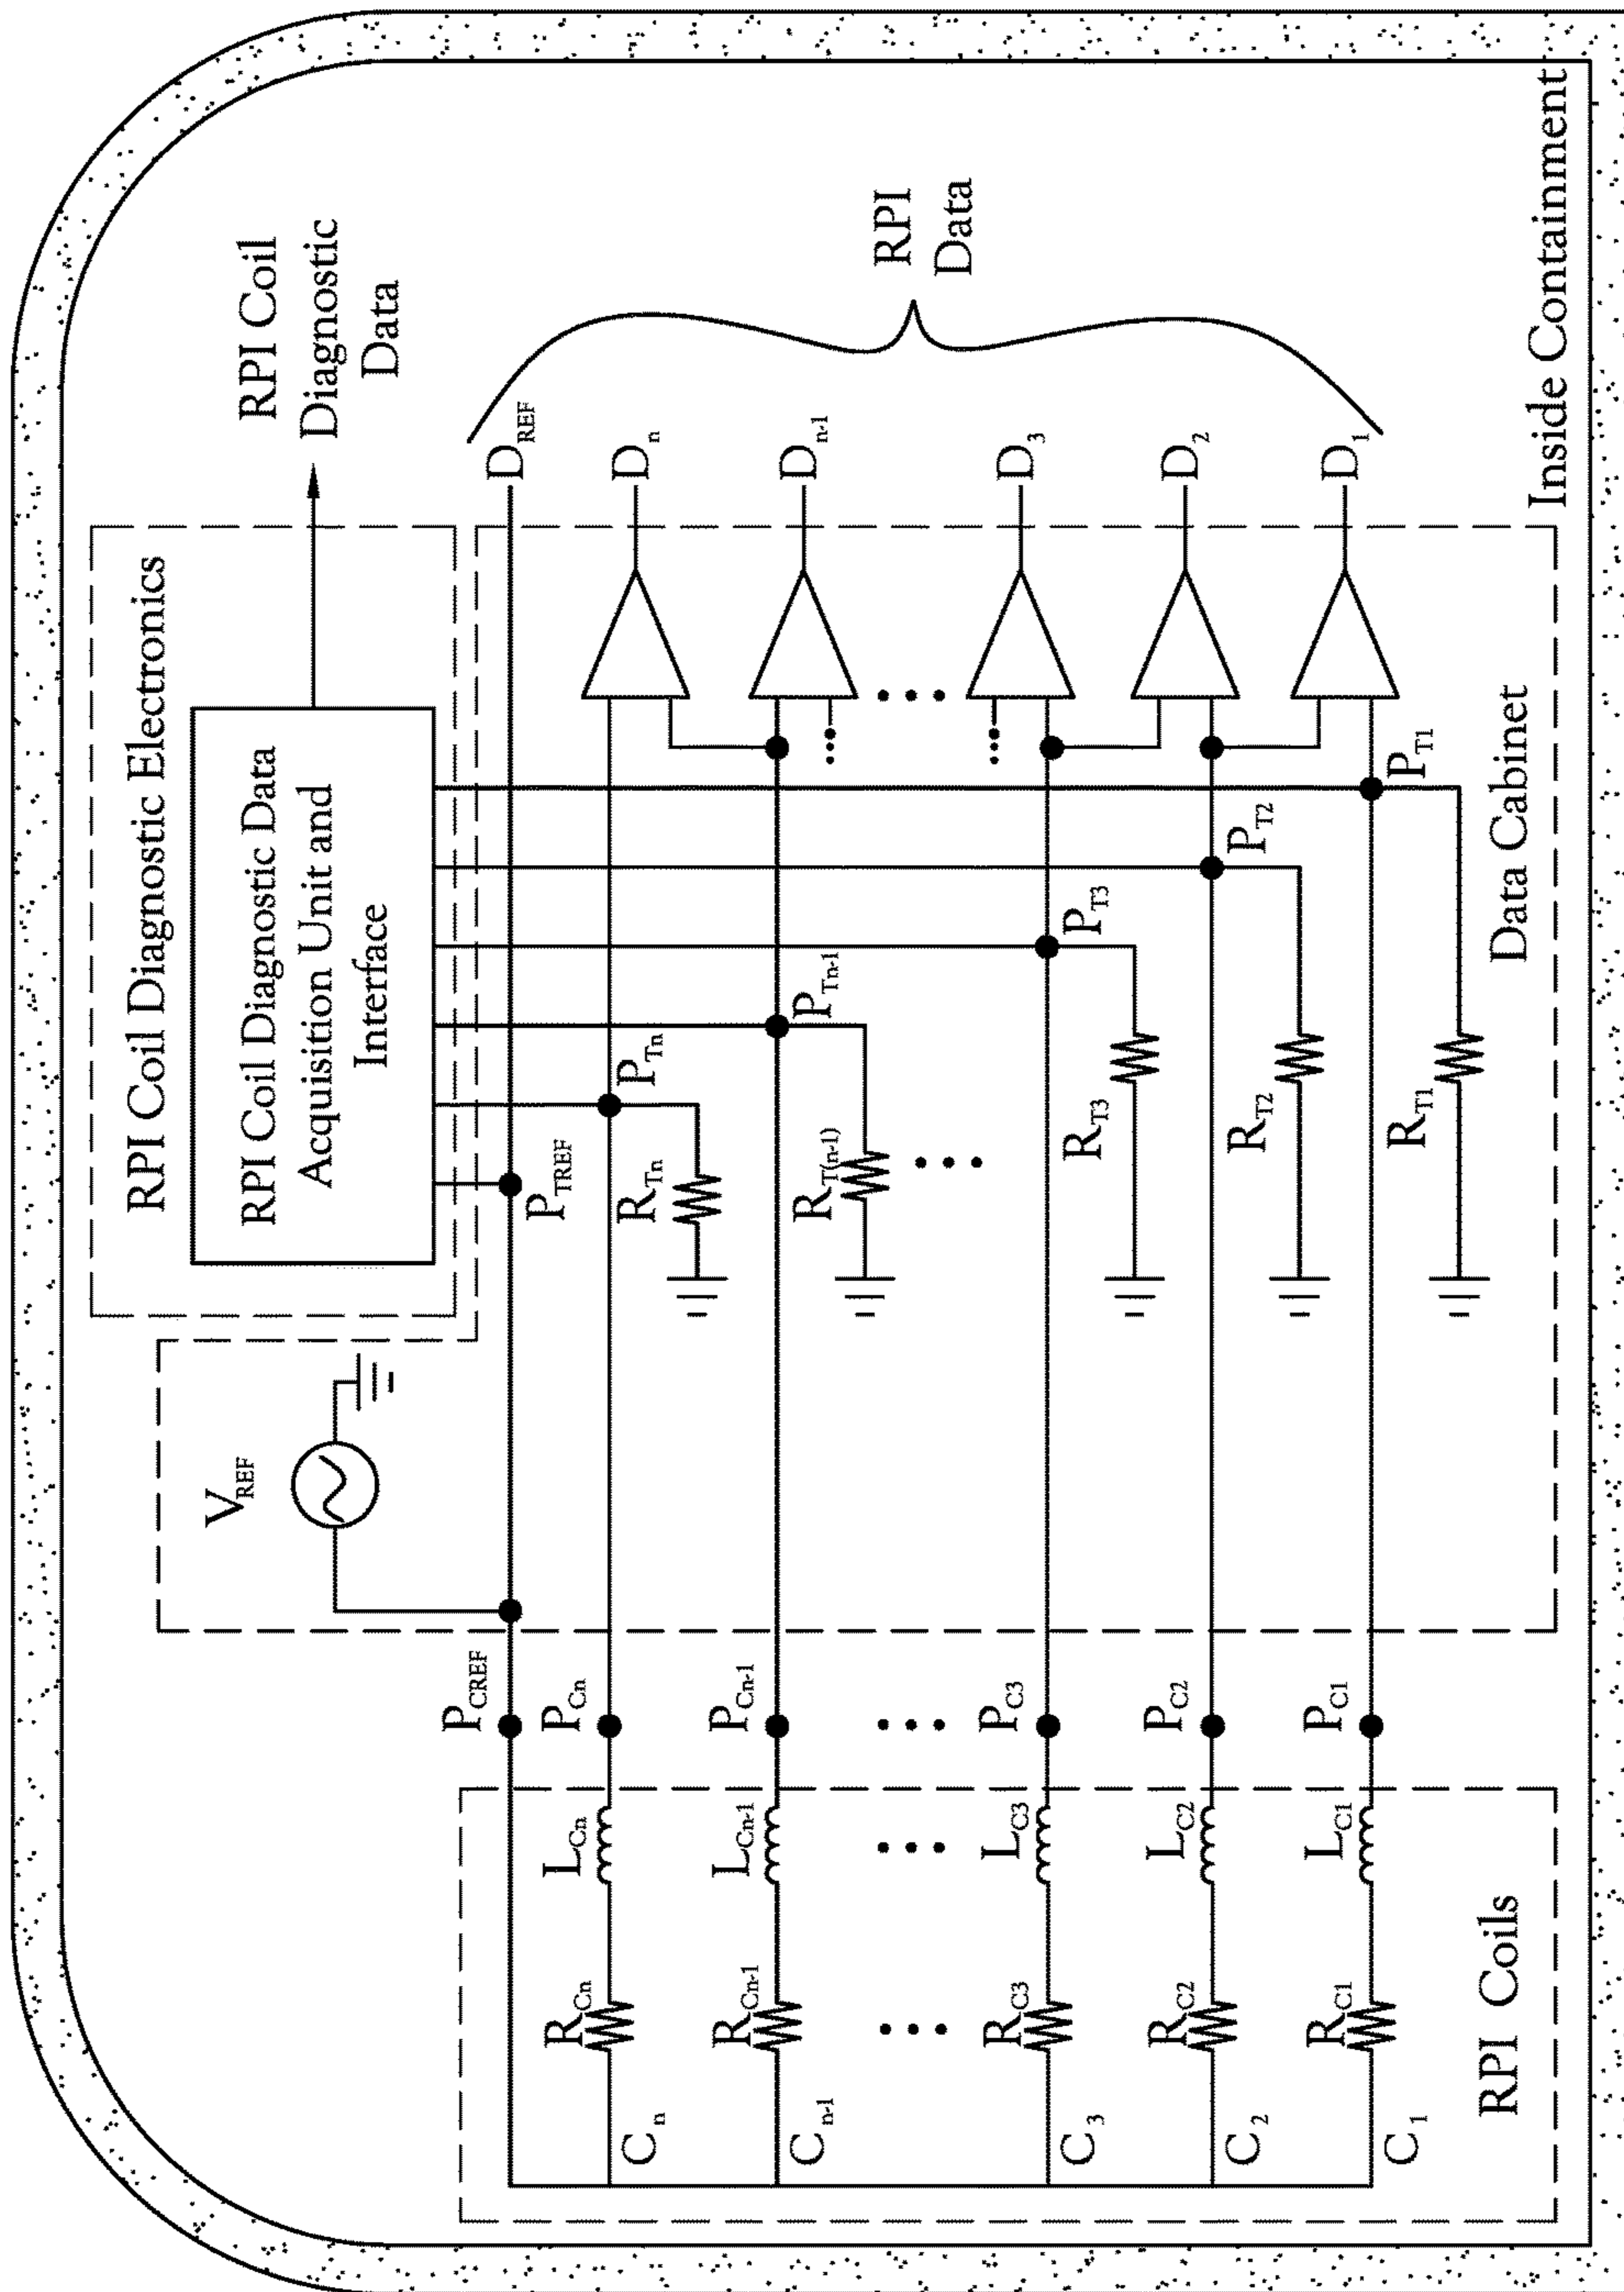 RPI Coil Diagnostic Electronics
RPI Coil Diagnostic Data
Acquisition Unit and
Interface
RPI Coil
Diagnostic
Data
V_REF
P_CREF
P_TREF
D_REF
C_n
R_Cn
L_Cn
P_Cn
R_Tn
P_Tn
D_n
C_n-1
R_Cn-1
L_Cn-1
P_Cn-1
R_T(n-1)
P_Tn-1
D_n-1
RPI
Data
C_3
R_C3
L_C3
P_C3
R_T3
P_T3
D_3
C_2
R_C2
L_C2
P_C2
R_T2
P_T2
D_2
C_1
R_C1
L_C1
P_C1
R_T1
P_T1
D_1
RPI Coils
Data Cabinet
Inside Containment